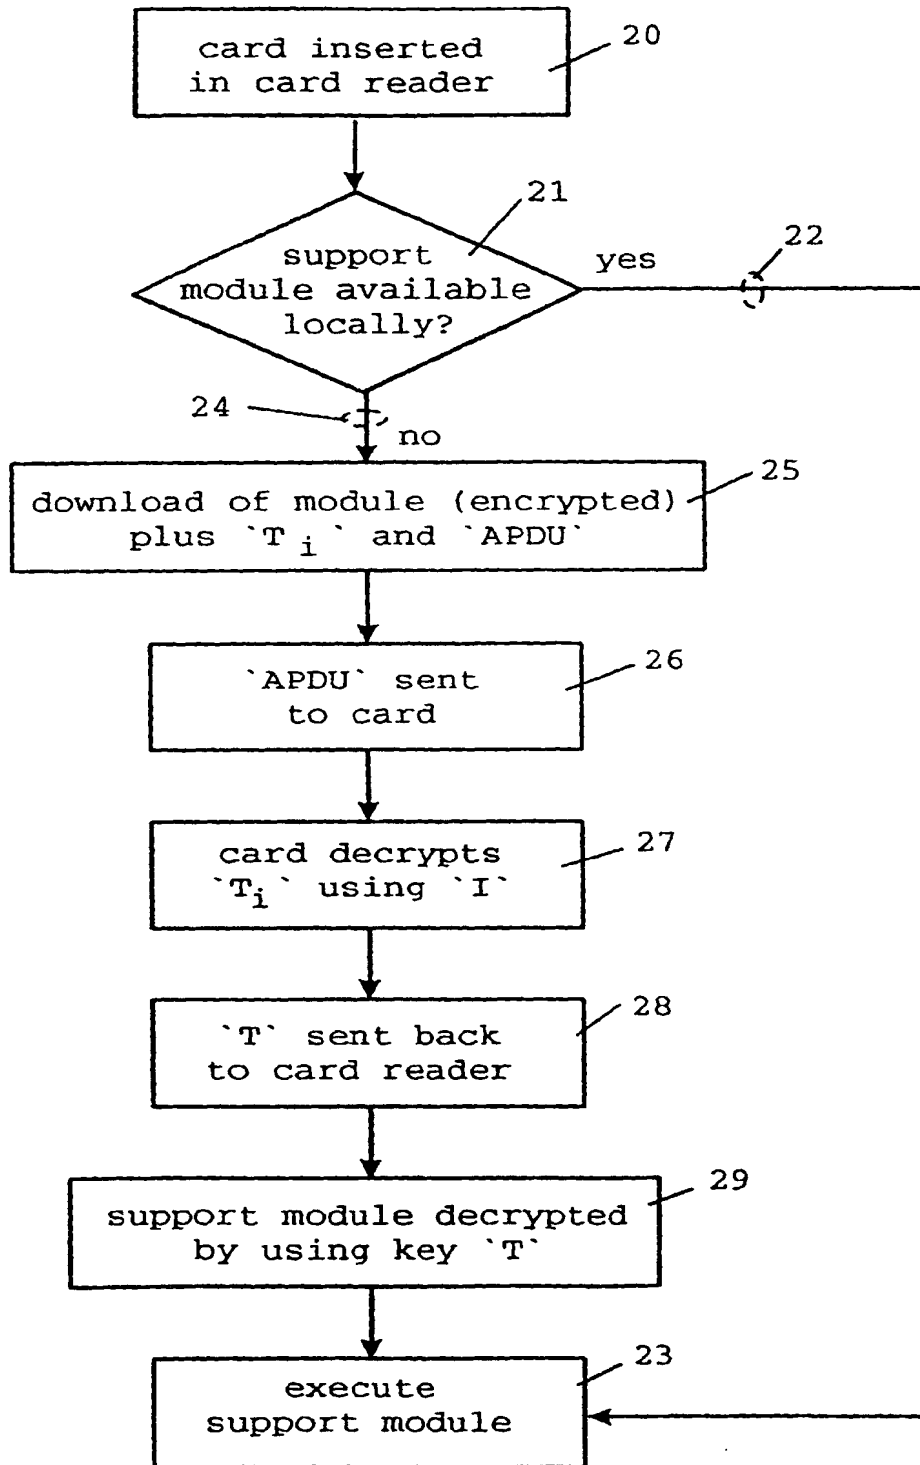 card inserted
in card reader
20
support
module available
locally?
21
yes
22
24
no
download of module (encrypted)
plus `Ti` and `APDU`
25
`APDU` sent
to card
26
card decrypts
`Ti` using `I`
27
`T` sent back
to card reader
28
support module decrypted
by using key `T`
29
execute
support module
23